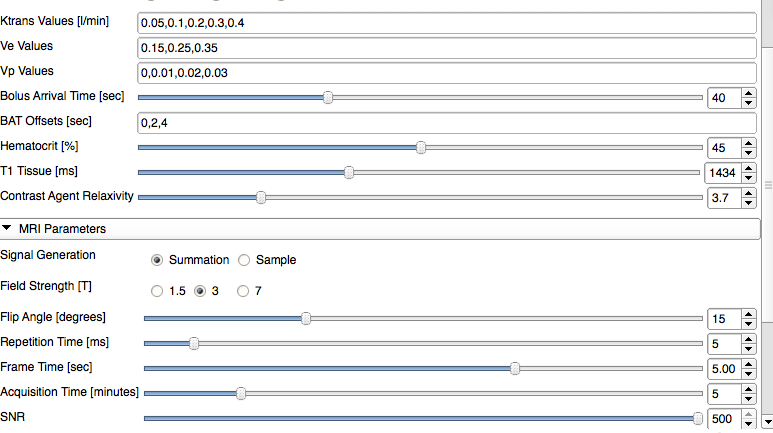 Ktrans Values [l/min] 0.05,0.1,0.2,0.3,0.4
Ve Values 0.15,0.25,0.35
Vp Values 0,0.01,0.02,0.03
Bolus Arrival Time [sec] 40
BAT Offsets [sec] 0,2,4
Hematocrit [%] 45
T1 Tissue [ms] 1434
Contrast Agent Relaxivity 3.7
MRI Parameters
Signal Generation Summation Sample
Field Strength [T] 1.5 3 7
Flip Angle [degrees] 15
Repetition Time [ms] 5
Frame Time [sec] 5.00
Acquisition Time [minutes] 5
SNR 500